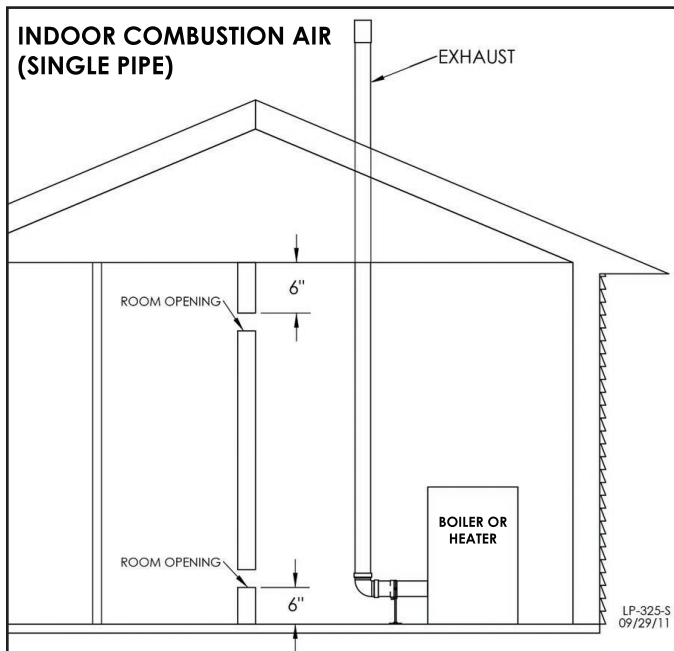 INDOOR COMBUSTION AIR
(SINGLE PIPE)
EXHAUST
6"
ROOM OPENING
BOILER OR
HEATER
ROOM OPENING
6"
LP-325-S
09/29/11